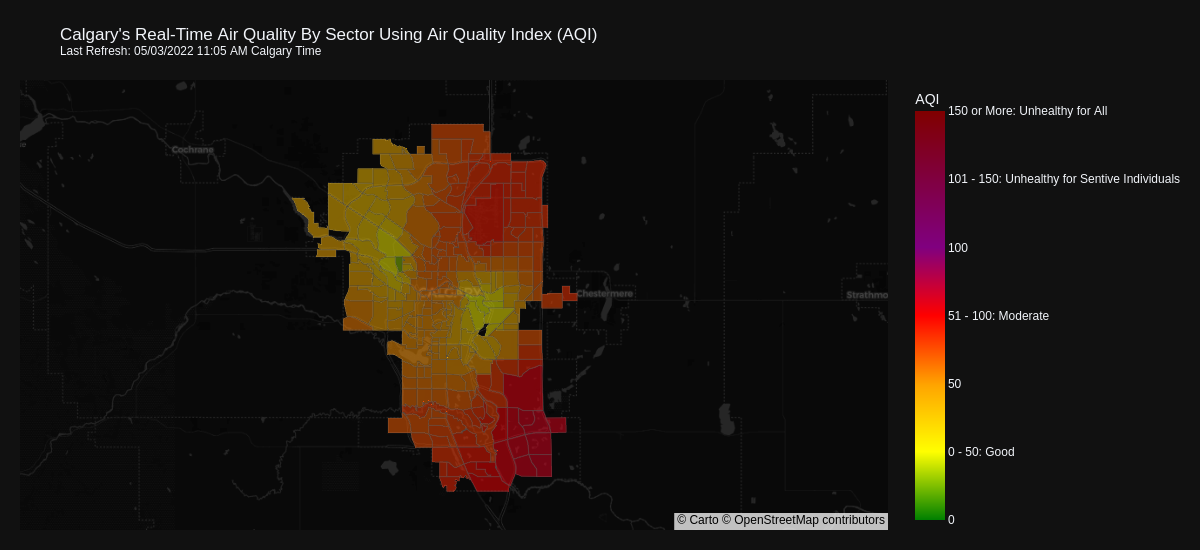 Calgary's Real-Time Air Quality By Sector Using Air Quality Index (AQI)
Last Refresh: 05/03/2022 11:05 AM Calgary Time
AQI
150 or More: Unhealthy for All
Cochrane
101 - 150: Unhealthy for Sentive Individuals
100
CALGARY
Chestermere
Strathmo
51 - 100: Moderate
50
0 - 50: Good
0
© Carto © OpenStreetMap contributors